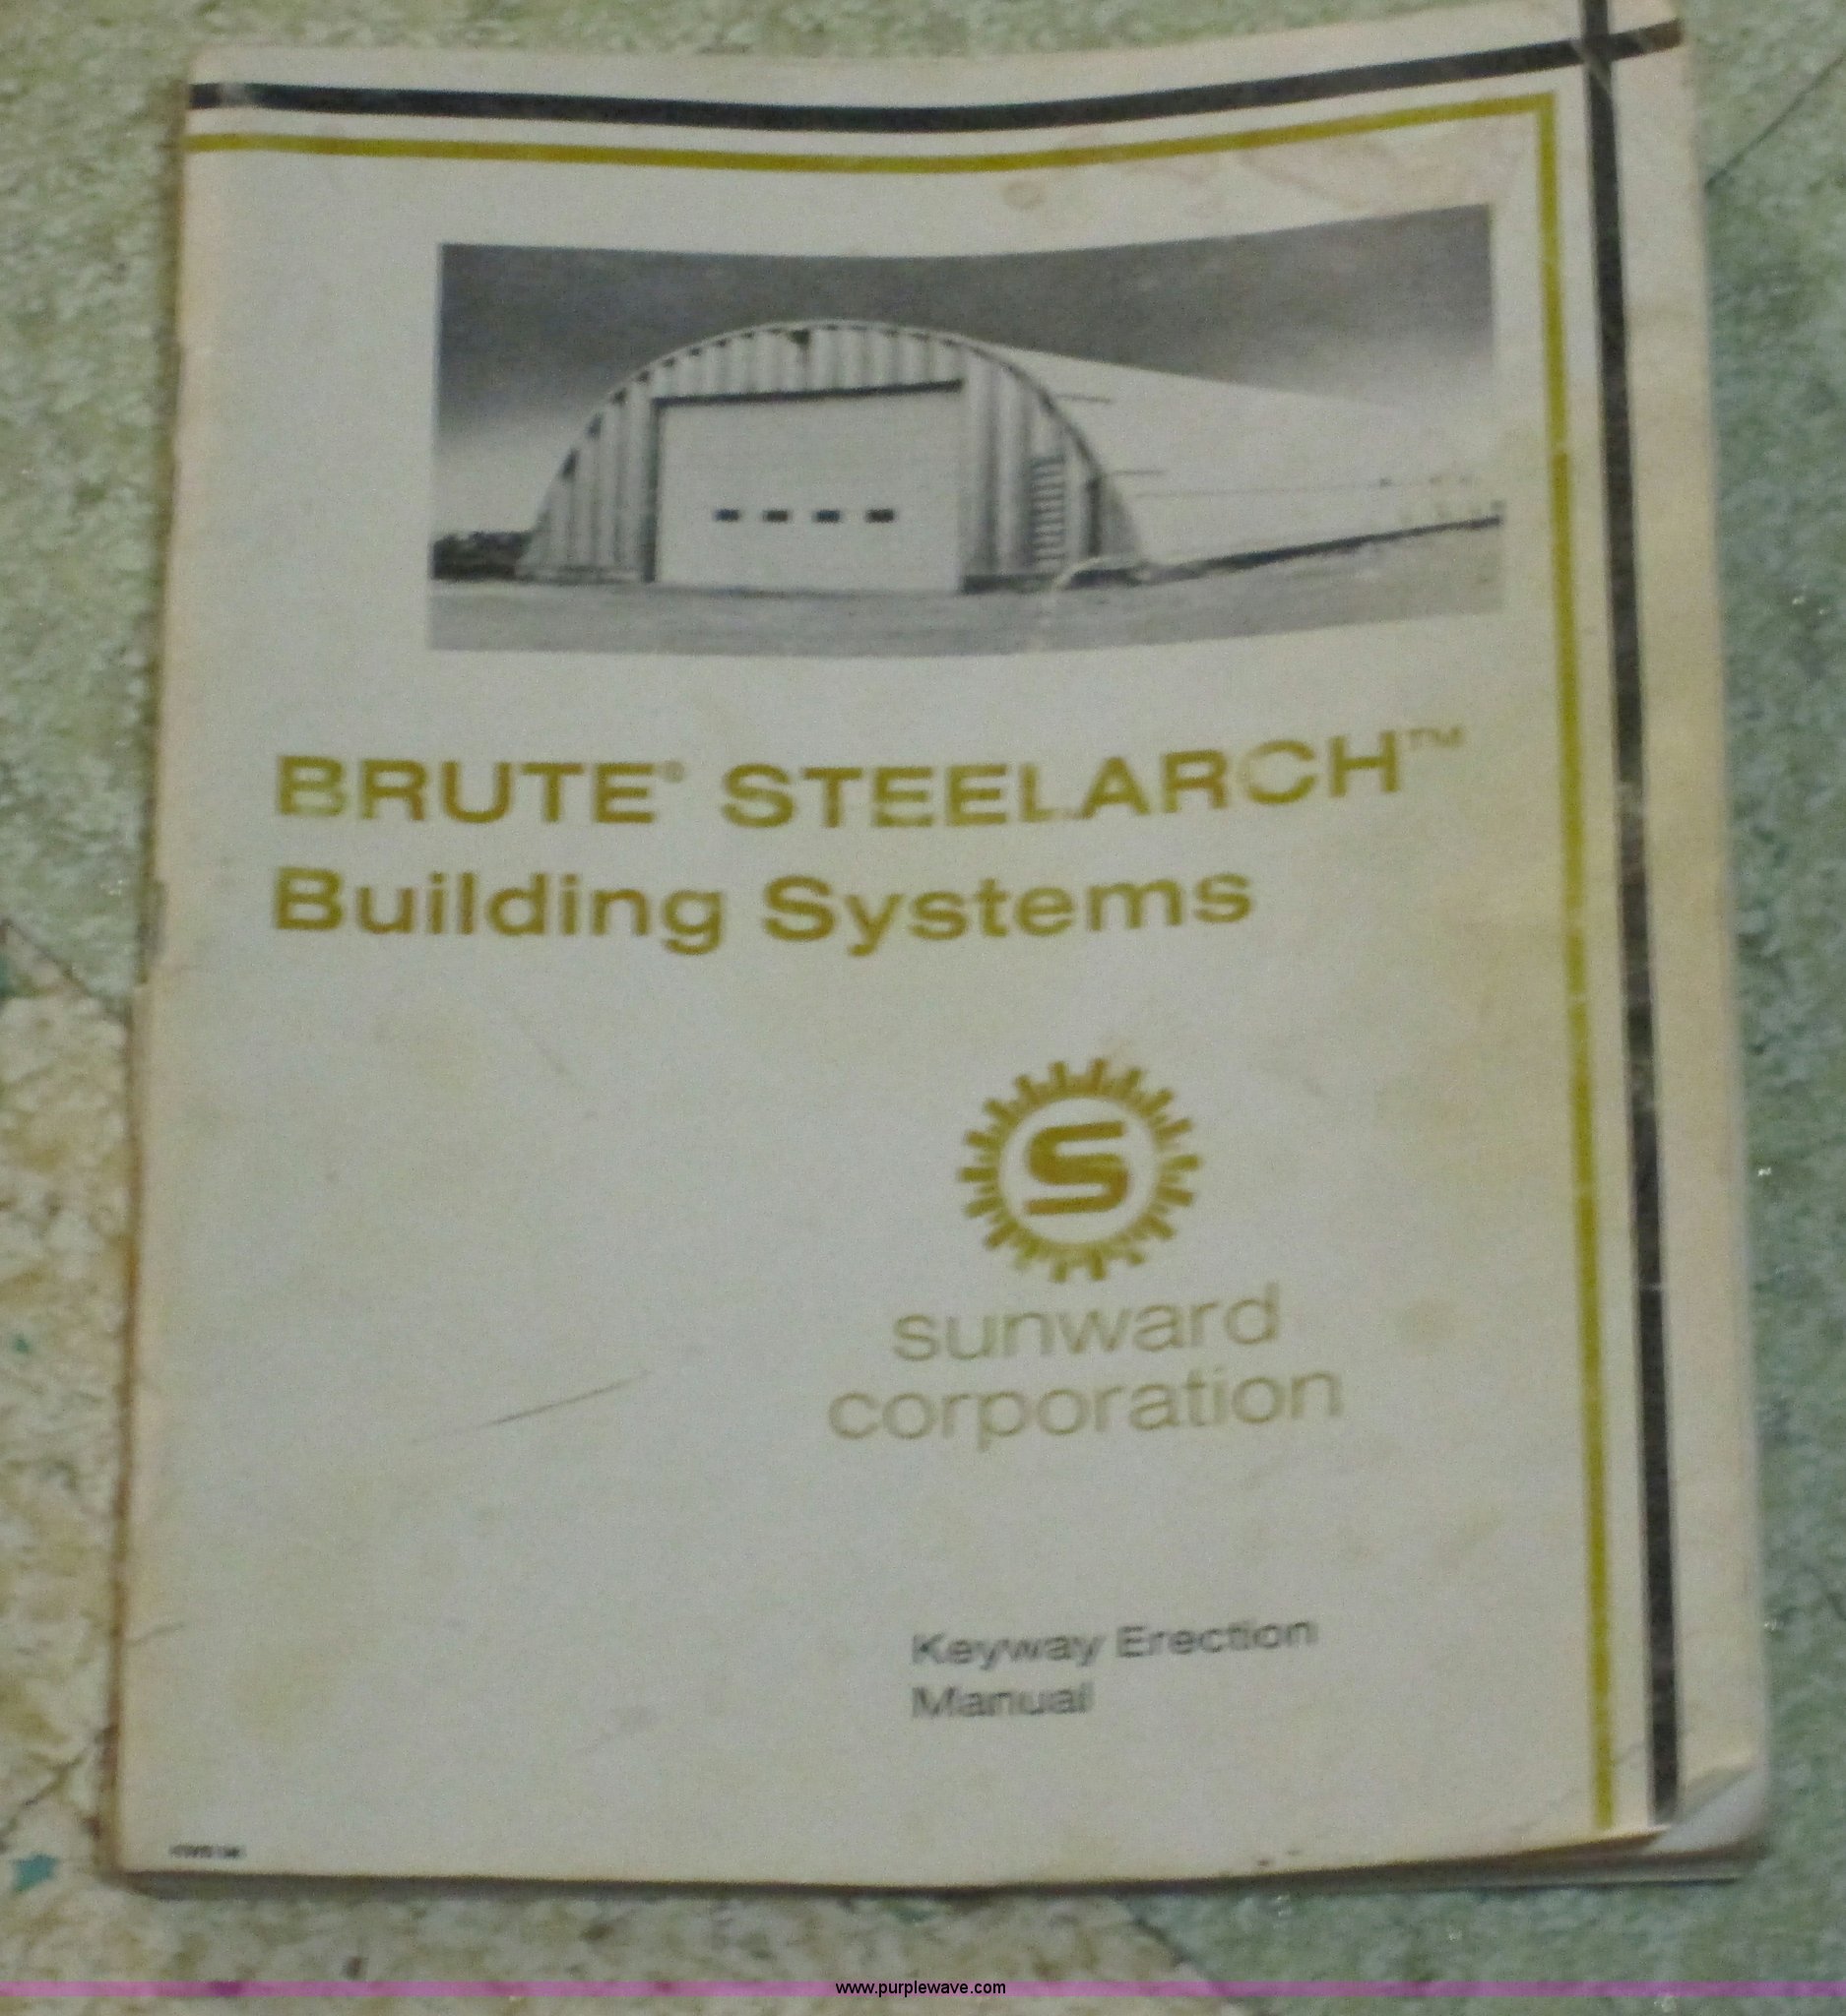 BRUTE® STEELARCH™
Building Systems
S
sunward
corporation
Keyway Erection
Manual
www.purplewave.com